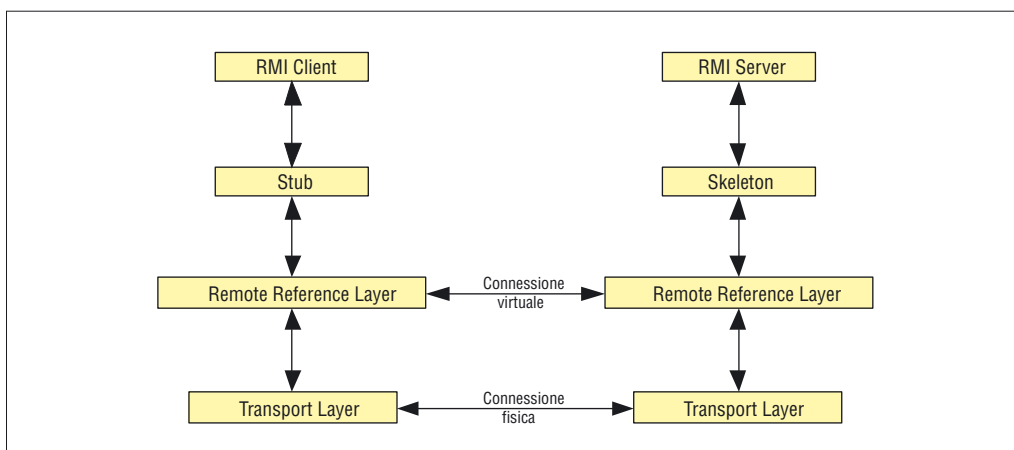 RMI Client
RMI Server
Stub
Skeleton
Remote Reference Layer
Connessione
virtuale
Remote Reference Layer
Transport Layer
Connessione
fisica
Transport Layer